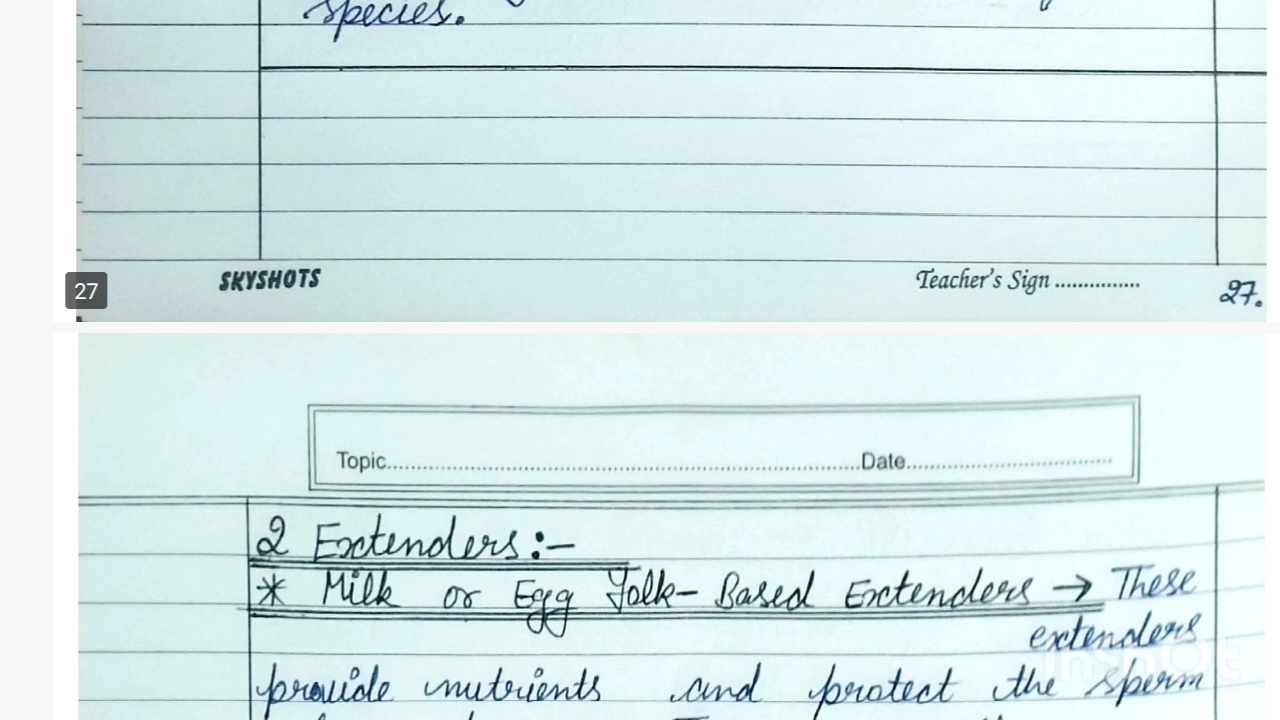 species.
SKYSHOTS
Teacher's Sign ...............
27
27.
Topic..........................................................Date..........................
2 Extenders :-
* Milk or Egg Yolk- Based Extenders → These
extenders
provide nutrients and protect the sperm